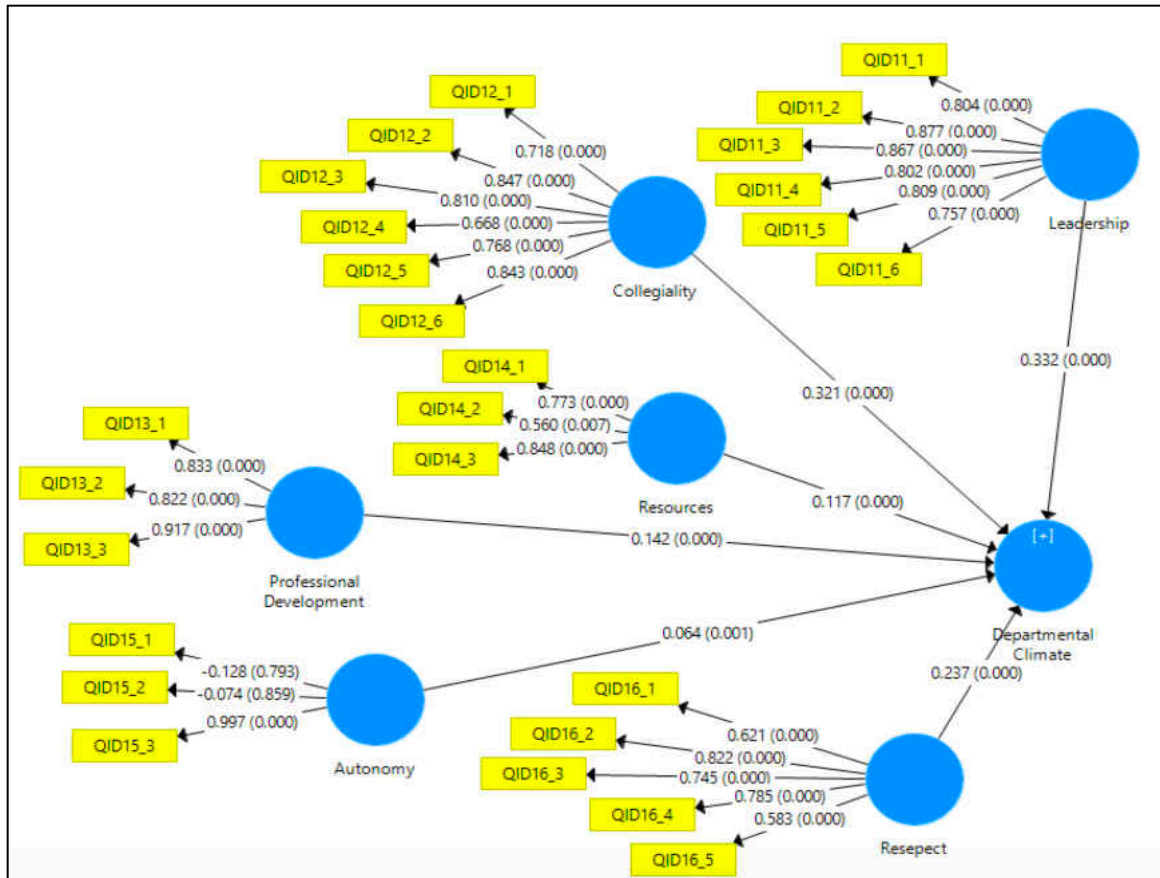 QID11_1
QID11_2
QID11_3
QID11_4
QID11_5
QID11_6
0.804 (0.000)
0.877 (0.000)
0.867 (0.000)
0.802 (0.000)
0.809 (0.000)
0.757 (0.000)
Leadership
0.332 (0.000)
QID12_1
QID12_2
QID12_3
QID12_4
QID12_5
QID12_6
0.718 (0.000)
0.847 (0.000)
0.810 (0.000)
0.668 (0.000)
0.768 (0.000)
0.843 (0.000)
Collegiality
0.321 (0.000)
QID14_1
QID14_2
QID14_3
0.773 (0.000)
0.560 (0.007)
0.848 (0.000)
Resources
0.117 (0.000)
QID13_1
QID13_2
QID13_3
0.833 (0.000)
0.822 (0.000)
0.917 (0.000)
Professional
Development
0.142 (0.000)
[+]
Departmental
Climate
QID15_1
QID15_2
QID15_3
-0.128 (0.793)
-0.074 (0.859)
0.997 (0.000)
Autonomy
0.064 (0.001)
QID16_1
QID16_2
QID16_3
QID16_4
QID16_5
0.621 (0.000)
0.822 (0.000)
0.745 (0.000)
0.785 (0.000)
0.583 (0.000)
Resepect
0.237 (0.000)